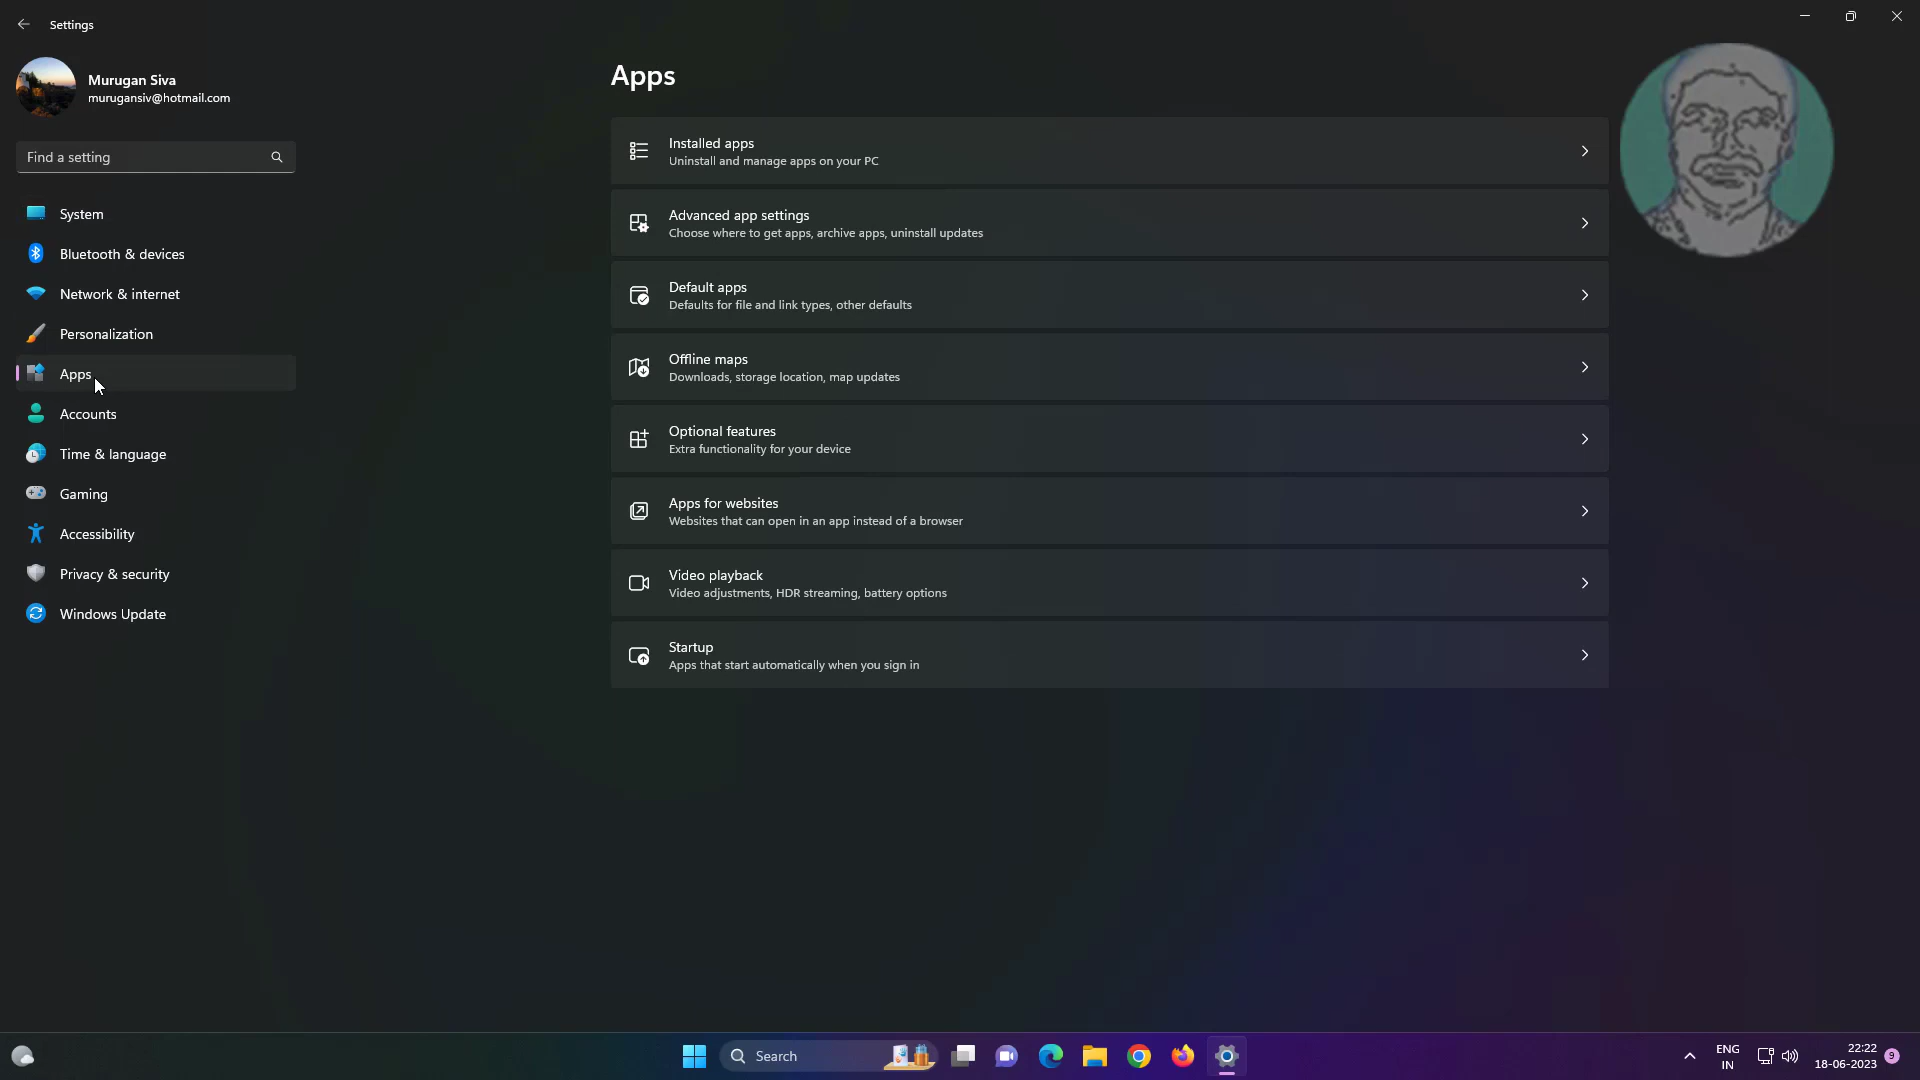 Settings
Murugan Siva
murugansiv@hotmail.com
Find a setting
System
Bluetooth & devices
Network & internet
Personalization
Apps
Accounts
Time & language
Gaming
Accessibility
Privacy & security
Windows Update
Apps
Installed apps
Uninstall and manage apps on your PC
Advanced app settings
Choose where to get apps, archive apps, uninstall updates
Default apps
Defaults for file and link types, other defaults
Offline maps
Downloads, storage location, map updates
Optional features
Extra functionality for your device
Apps for websites
Websites that can open in an app instead of a browser
Video playback
Video adjustments, HDR streaming, battery options
Startup
Apps that start automatically when you sign in
Search
ENG
IN
22:22
18-06-2023
9